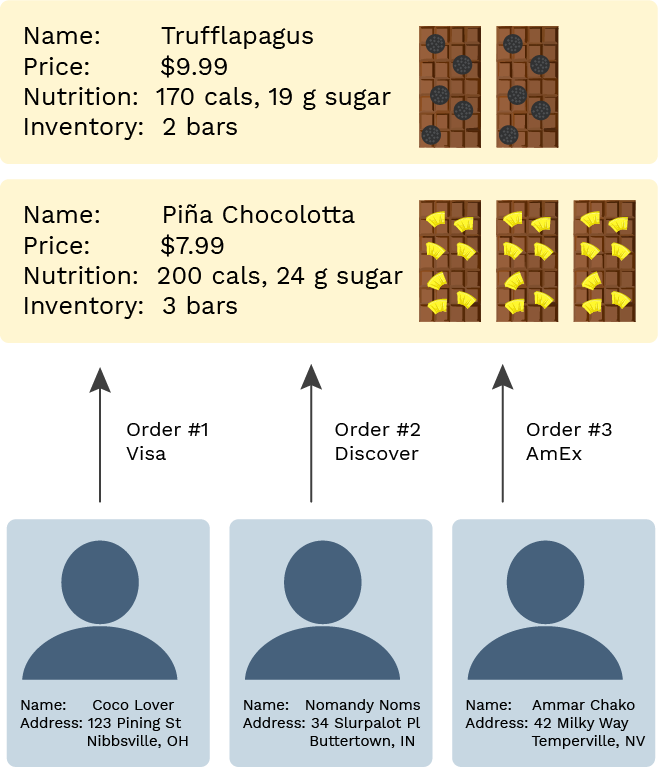 Name: Trufflapagus
Price: $9.99
Nutrition: 170 cals, 19 g sugar
Inventory: 2 bars
Name: Piña Chocolotta
Price: $7.99
Nutrition: 200 cals, 24 g sugar
Inventory: 3 bars
Order #1
Visa
Order #2
Discover
Order #3
AmEx
Name: Coco Lover
Address: 123 Pining St
Nibbsville, OH
Name: Nomandy Noms
Address: 34 Slurpalot Pl
Buttertown, IN
Name: Ammar Chako
Address: 42 Milky Way
Temperville, NV